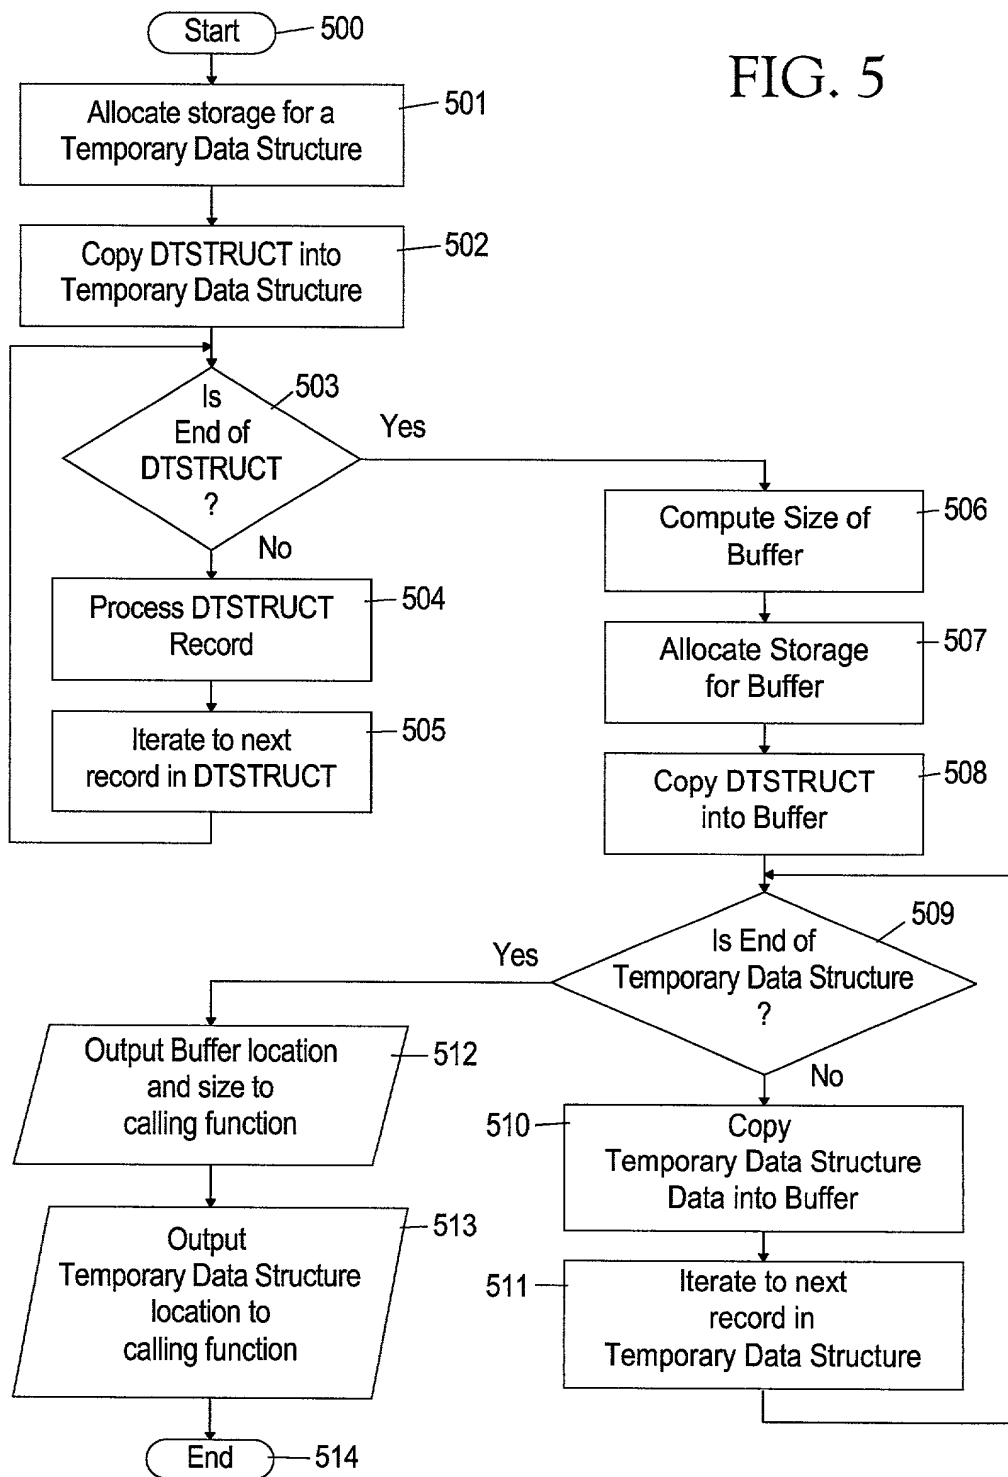 FIG. 5
Start
500
Allocate storage for a
Temporary Data Structure
501
Copy DTSTRUCT into
Temporary Data Structure
502
Is
End of
DTSTRUCT
?
503
Yes
No
Process DTSTRUCT
Record
504
Iterate to next
record in DTSTRUCT
505
Compute Size of
Buffer
506
Allocate Storage
for Buffer
507
Copy DTSTRUCT
into Buffer
508
Is End of
Temporary Data Structure
?
509
Yes
No
Copy
Temporary Data Structure
Data into Buffer
510
Iterate to next
record in
Temporary Data Structure
511
Output Buffer location
and size to
calling function
512
Output
Temporary Data Structure
location to
calling function
513
End
514